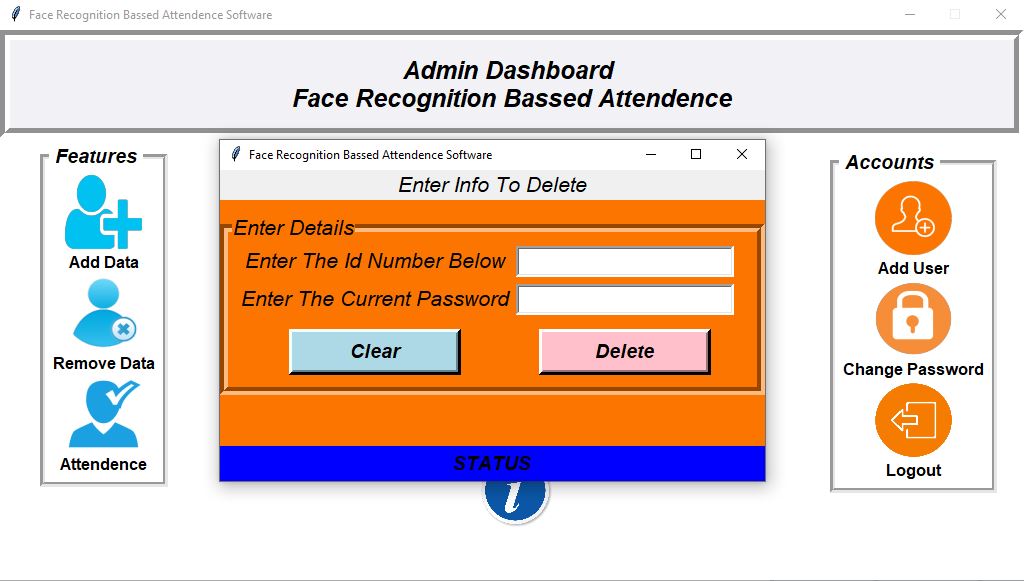 Face Recognition Bassed Attendence Software
Admin Dashboard
Face Recognition Bassed Attendence
Features
Add Data
Remove Data
Attendence
Face Recognition Bassed Attendence Software
Enter Info To Delete
Enter Details
Enter The Id Number Below
Enter The Current Password
Clear
Delete
STATUS
i
Accounts
Add User
Change Password
Logout